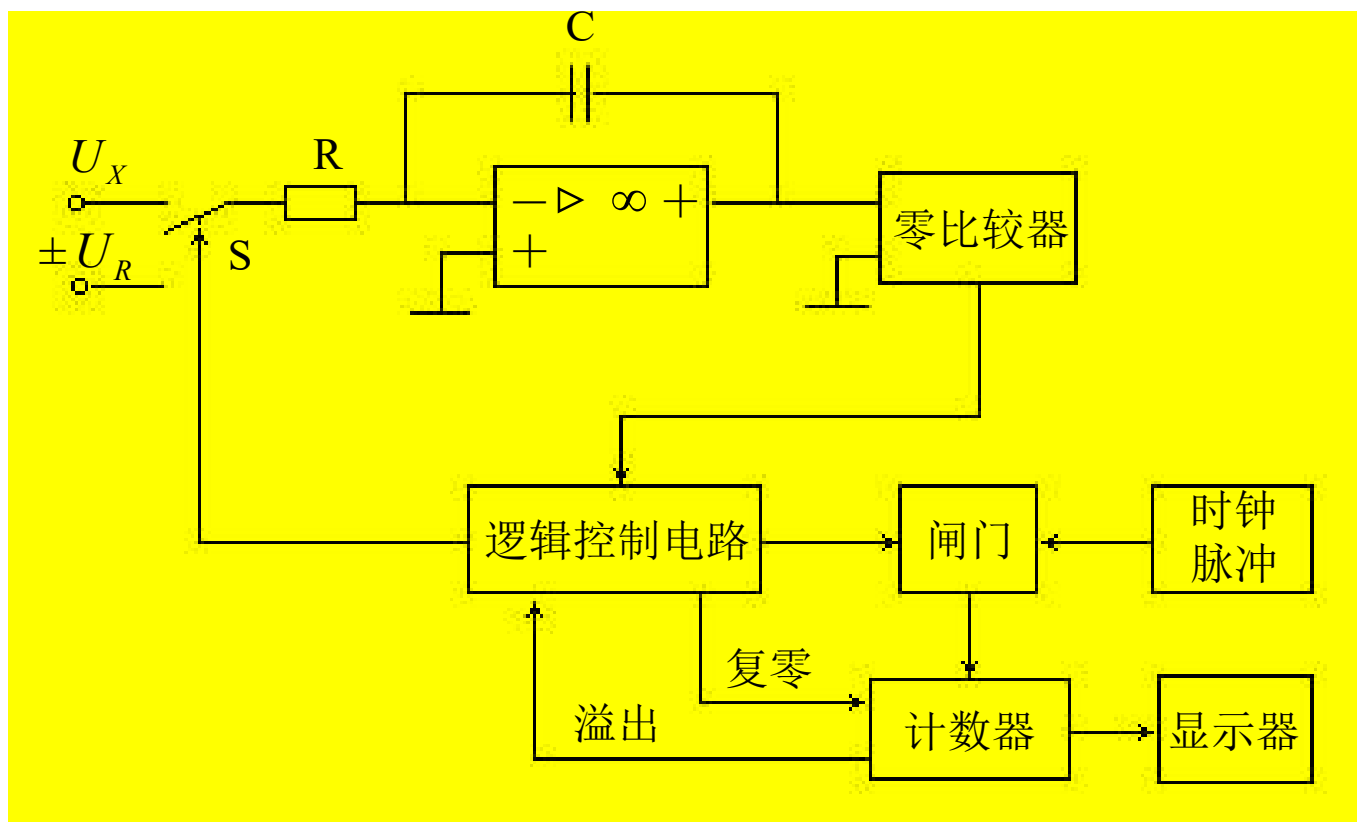 C
U_X
R
− ▷ ∞ +
+
零比较器
± U_R
S
逻辑控制电路
闸门
时钟
脉冲
复零
溢出
计数器
显示器